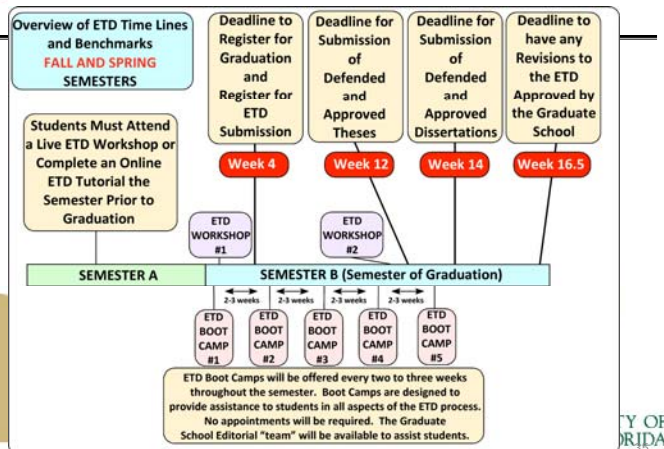 Overview of ETD Time Lines
and Benchmarks
FALL AND SPRING
SEMESTERS
Deadline to
Register for
Graduation
and
Register for
ETD
Submission
Deadline for
Submission
of
Defended
and
Approved
Theses
Deadline for
Submission
of
Defended
and
Approved
Dissertations
Deadline to
have any
Revisions to
the ETD
Approved by
the Graduate
School
Students Must Attend
a Live ETD Workshop or
Complete an Online
ETD Tutorial the
Semester Prior to
Graduation
Week 4
Week 12
Week 14
Week 16.5
ETD
WORKSHOP
#1
ETD
WORKSHOP
#2
SEMESTER A
SEMESTER B (Semester of Graduation)
2-3 weeks
2-3 weeks
2-3 weeks
2-3 weeks
ETD
BOOT
CAMP
#1
ETD
BOOT
CAMP
#2
ETD
BOOT
CAMP
#3
ETD
BOOT
CAMP
#4
ETD
BOOT
CAMP
#5
ETD Boot Camps will be offered every two to three weeks
throughout the semester. Boot Camps are designed to
provide assistance to students in all aspects of the ETD process.
No appointments will be required. The Graduate
School Editorial "team" will be available to assist students.
TY OF
ORIDA